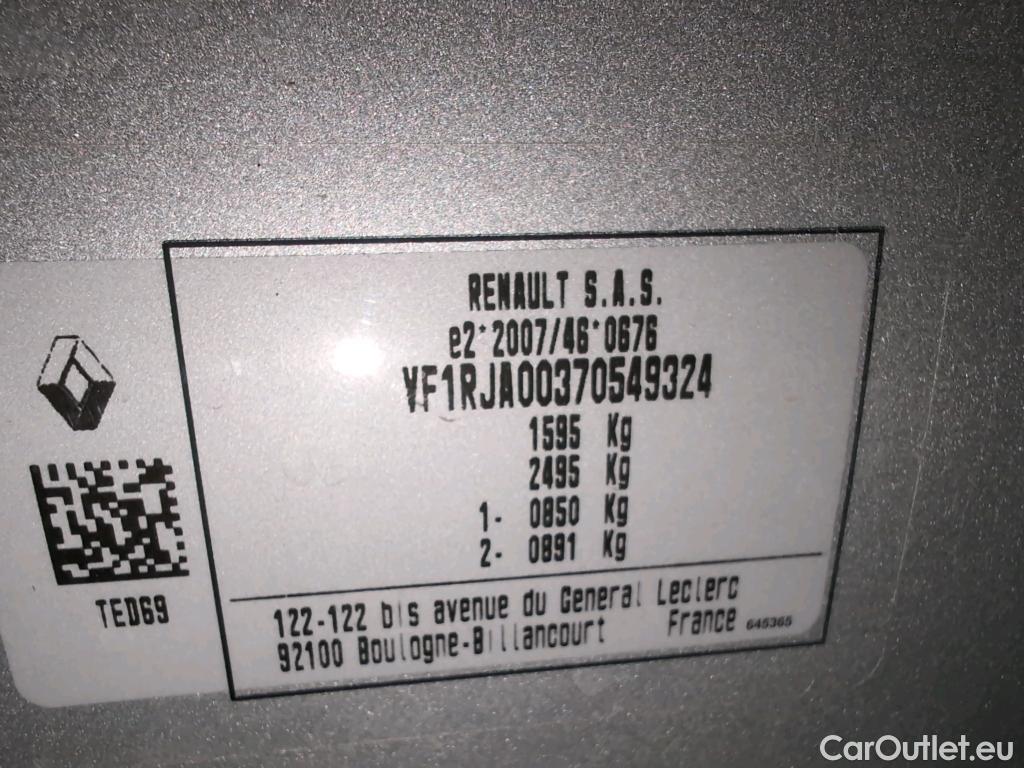 RENAULT S.A.S.
e2*2007/46*0676
VF1RJA00370549324
1595 Kg
2495 Kg
1- 0850 Kg
2- 0891 Kg
TED69
122-122 bis avenue du General Leclerc
92100 Boulogne-Billancourt France 645365
CarOutlet.eu